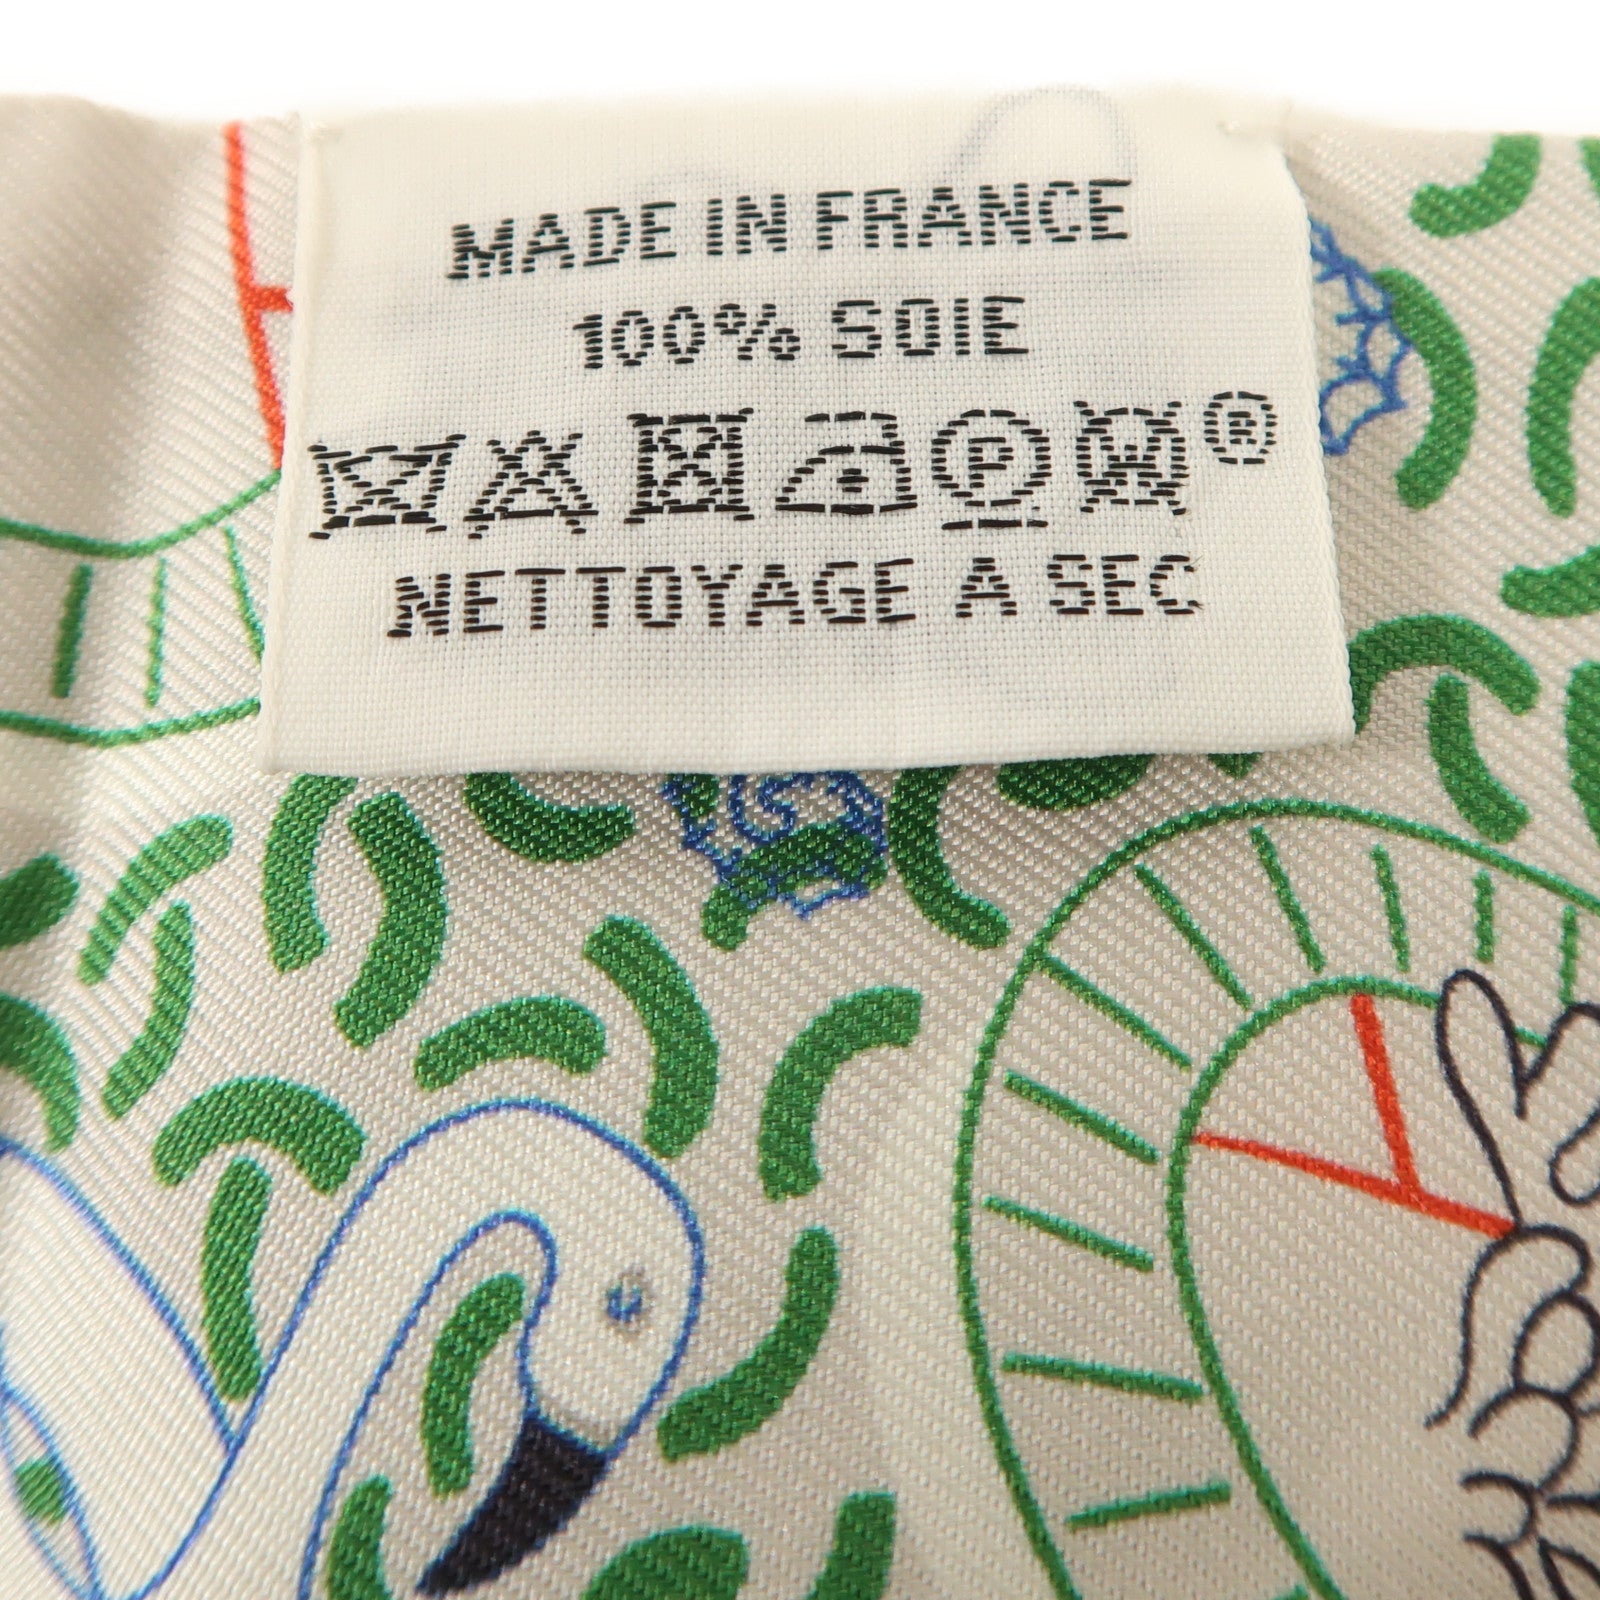 MADE IN FRANCE
100% SOIE
P W ®
NETTOYAGE A SEC